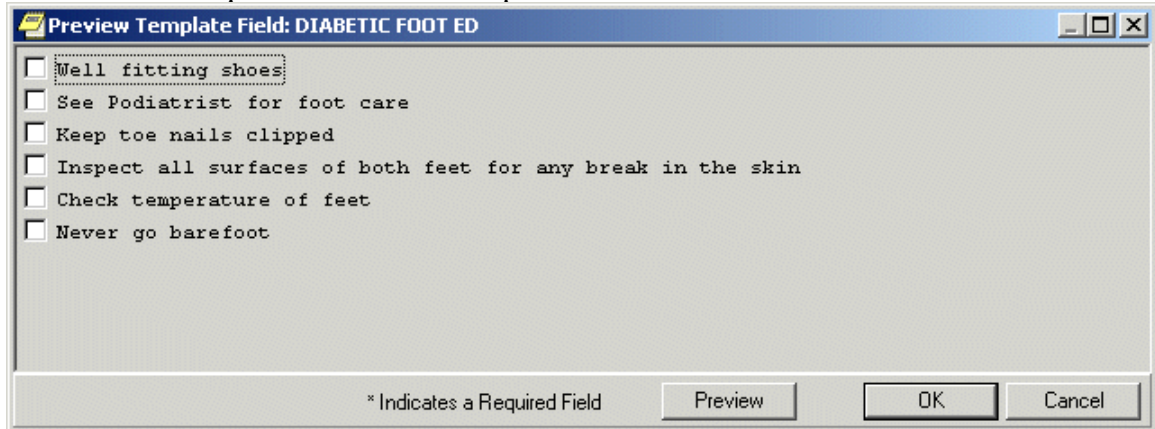 Preview Template Field: DIABETIC FOOT ED
Well fitting shoes
See Podiatrist for foot care
Keep toe nails clipped
Inspect all surfaces of both feet for any break in the skin
Check temperature of feet
Never go barefoot
* Indicates a Required Field Preview OK Cancel